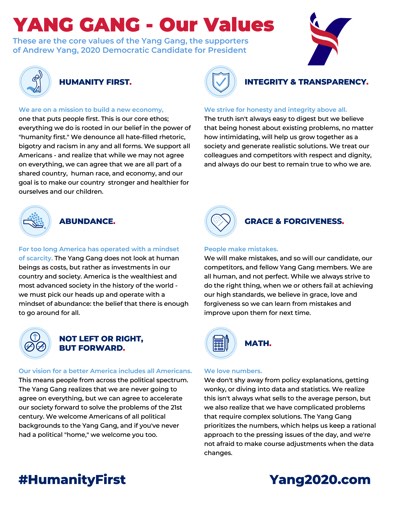 YANG GANG - Our Values
These are the core values of the Yang Gang, the supporters
of Andrew Yang, 2020 Democratic Candidate for President
HUMANITY FIRST.
We are on a mission to build a new economy,
one that puts people first. This is our core ethos;
everything we do is rooted in our belief in the power of
"humanity first." We denounce all hate-filled rhetoric,
bigotry and racism in any and all forms. We support all
Americans - and realize that while we may not agree
on everything, we can agree that we are all part of a
shared country, human race, and economy, and our
goal is to make our country stronger and healthier for
ourselves and our children.
INTEGRITY & TRANSPARENCY.
We strive for honesty and integrity above all.
The truth isn't always easy to digest but we believe
that being honest about existing problems, no matter
how intimidating, will help us grow together as a
society and generate realistic solutions. We treat our
colleagues and competitors with respect and dignity,
and always do our best to remain true to who we are.
ABUNDANCE.
For too long America has operated with a mindset
of scarcity. The Yang Gang does not look at human
beings as costs, but rather as investments in our
country and society. America is the wealthiest and
most advanced society in the history of the world -
we must pick our heads up and operate with a
mindset of abundance: the belief that there is enough
to go around for all.
GRACE & FORGIVENESS.
People make mistakes.
We will make mistakes, and so will our candidate, our
competitors, and fellow Yang Gang members. We are
all human, and not perfect. While we always strive to
do the right thing, when we or others fail at achieving
our high standards, we believe in grace, love and
forgiveness so we can learn from mistakes and
improve upon them for next time.
NOT LEFT OR RIGHT,
BUT FORWARD.
Our vision for a better America includes all Americans.
This means people from across the political spectrum.
The Yang Gang realizes that we are never going to
agree on everything, but we can agree to accelerate
our society forward to solve the problems of the 21st
century. We welcome Americans of all political
backgrounds to the Yang Gang, and if you've never
had a political "home," we welcome you too.
MATH.
We love numbers.
We don't shy away from policy explanations, getting
wonky, or diving into data and statistics. We realize
this isn't always what sells to the average person, but
we also realize that we have complicated problems
that require complex solutions. The Yang Gang
prioritizes the numbers, which helps us keep a rational
approach to the pressing issues of the day, and we're
not afraid to make course adjustments when the data
changes.
#HumanityFirst
Yang2020.com